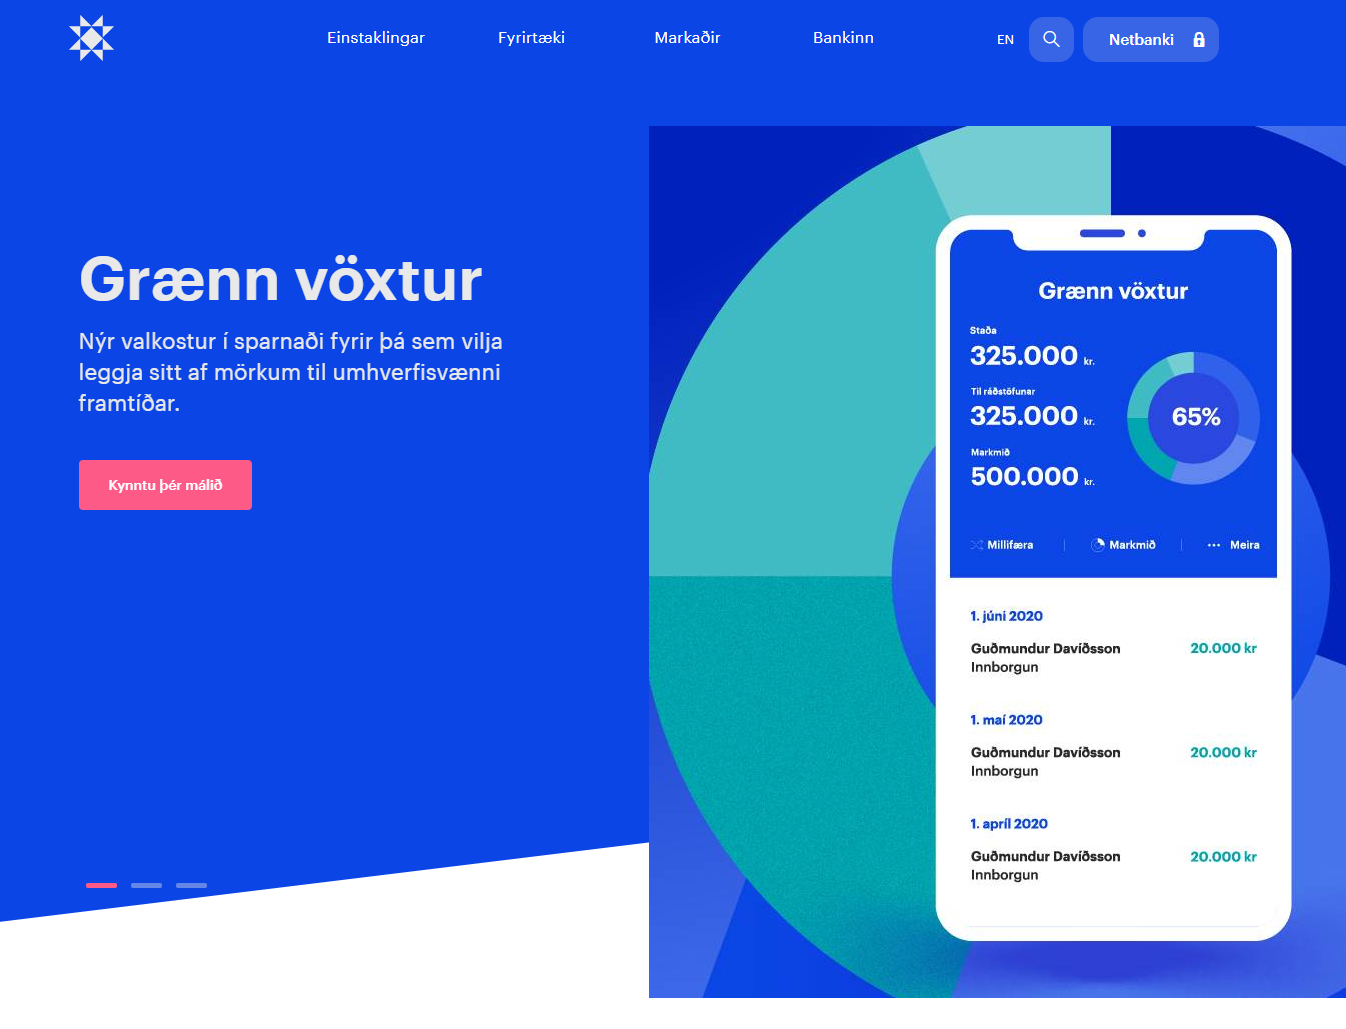 Einstaklingar
Fyrirtæki
Markaðir
Bankinn
EN
Netbanki
Grænn vöxtur
Nýr valkostur í sparnaði fyrir þá sem vilja
leggja sitt af mörkum til umhverfisvænni
framtíðar.
Kynntu þér málið
Grænn vöxtur
Staða
325.000 kr.
Til ráðstöfunar
325.000 kr.
Markmið
500.000 kr.
65%
Millifæra
Markmið
Meira
1. júní 2020
Guðmundur Davíðsson 20.000 kr
Innborgun
1. maí 2020
Guðmundur Davíðsson 20.000 kr
Innborgun
1. apríl 2020
Guðmundur Davíðsson 20.000 kr
Innborgun